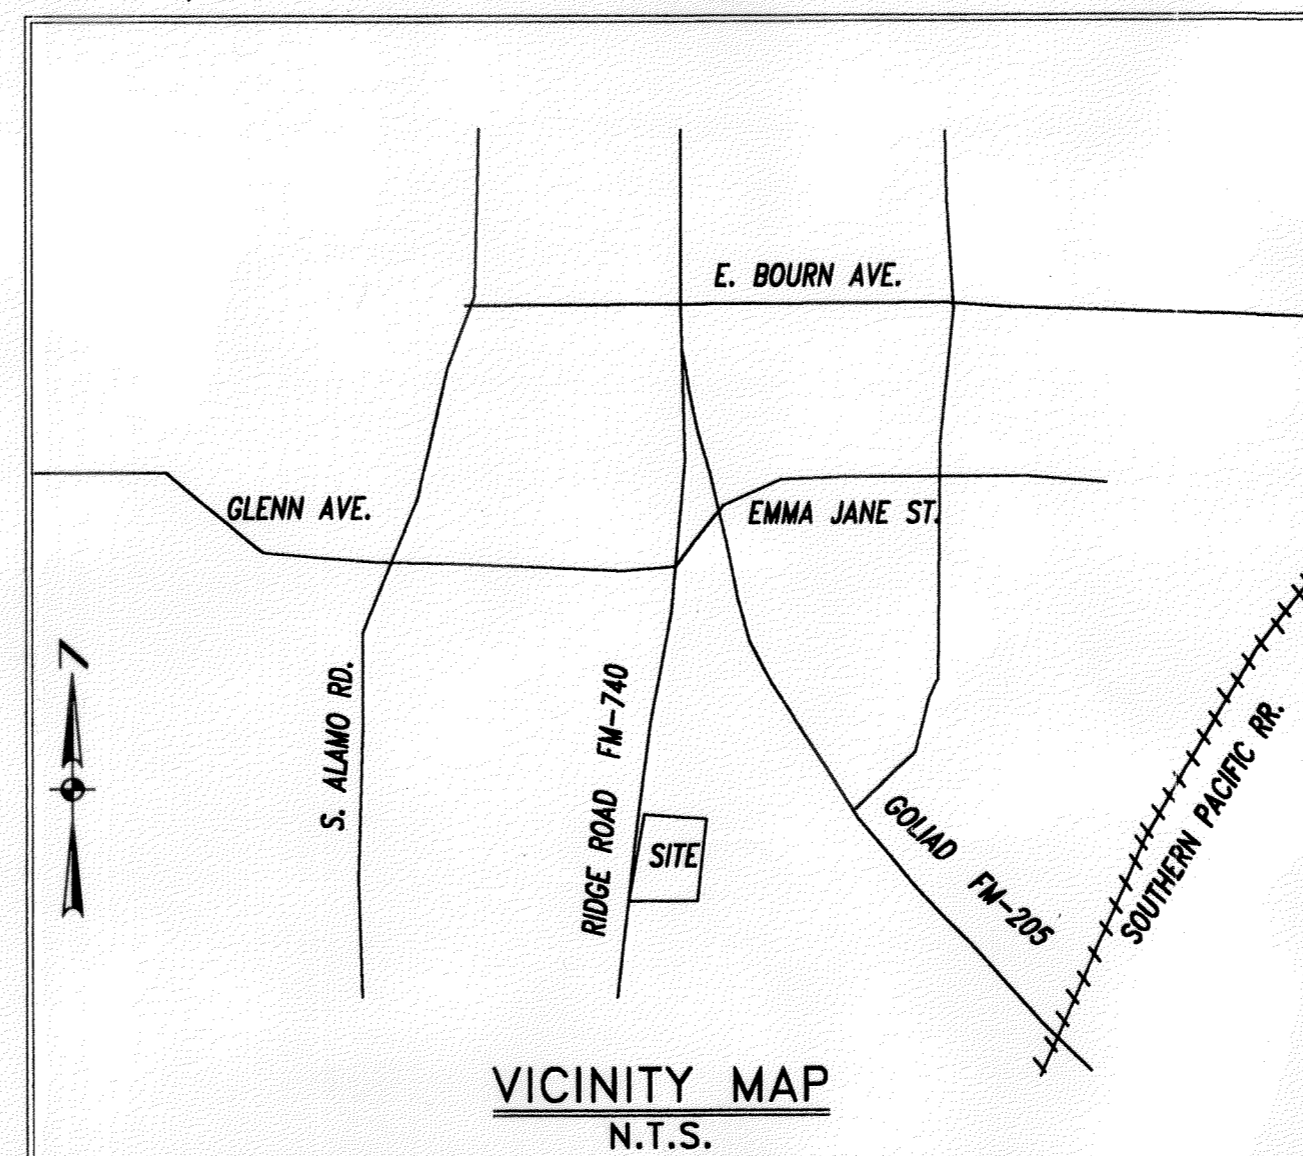 E. BOURN AVE.
GLENN AVE.
EMMA JANE ST.
S. ALAMO RD.
RIDGE ROAD FM-740
SITE
GOLIAD FM-205
SOUTHERN PACIFIC RR.
VICINITY MAP
N.T.S.